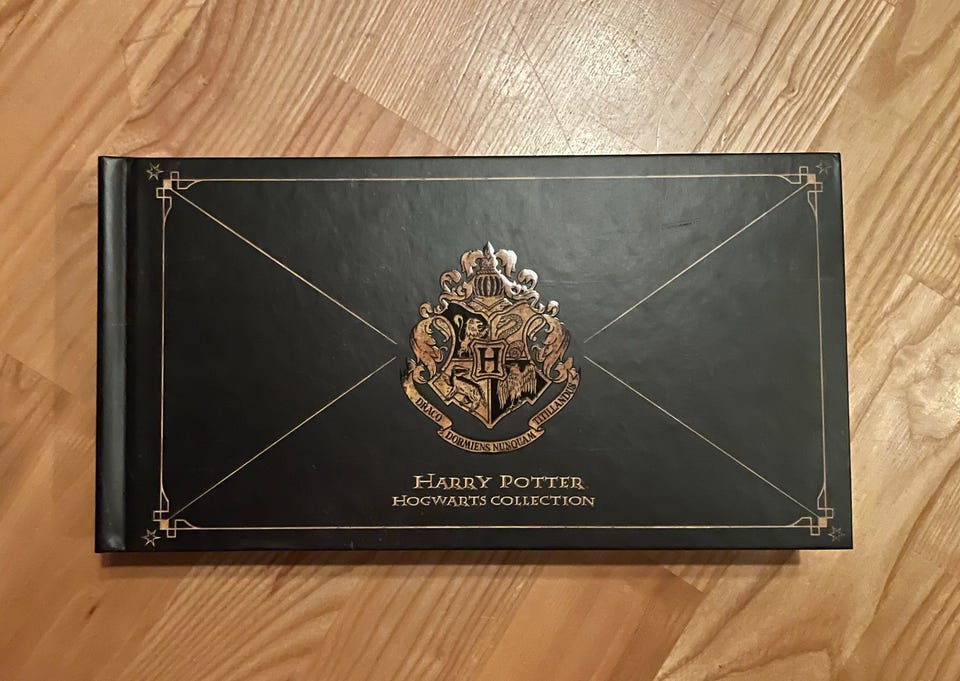 H
DRACO DORMIENS NUNQUAM TITILLANDUS
HARRY POTTER
HOGWARTS COLLECTION